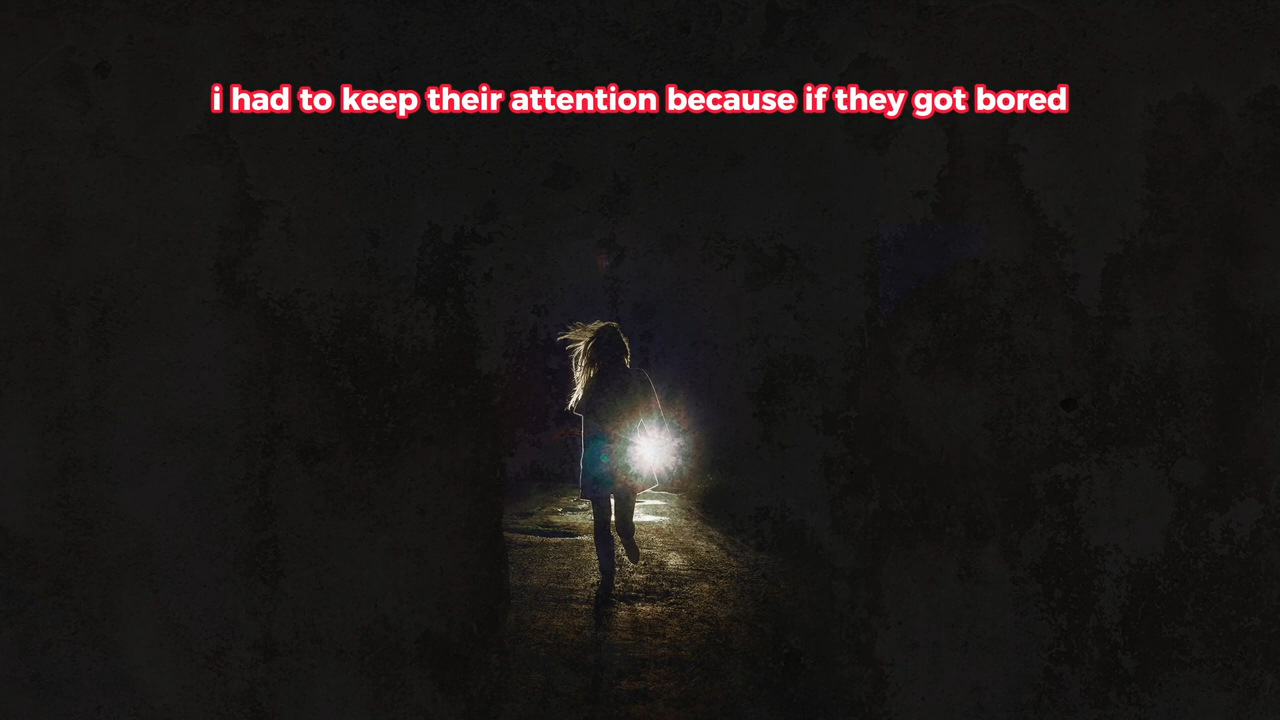 i had to keep their attention because if they got bored